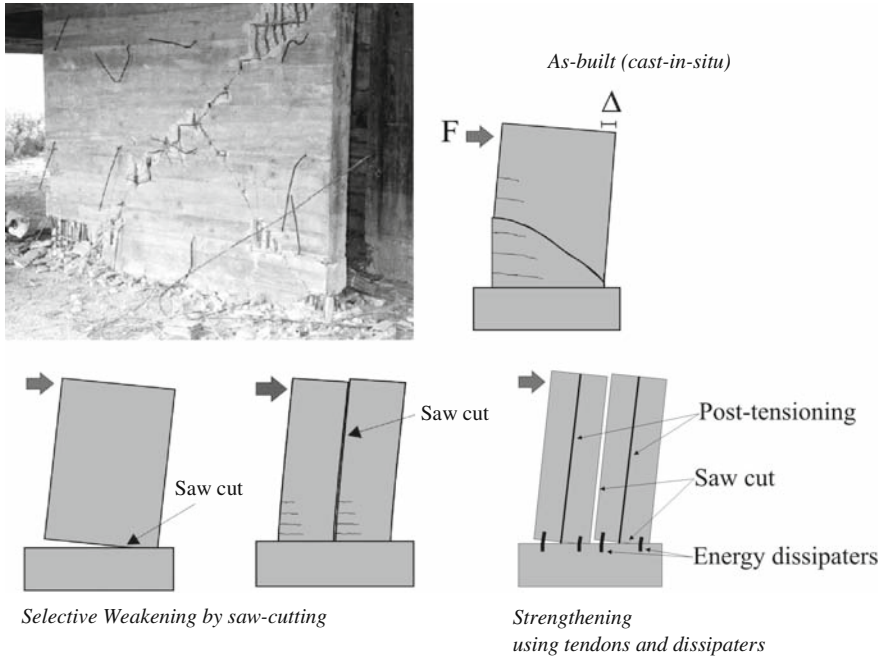 As-built (cast-in-situ)
Δ
F
Saw cut
Saw cut
Post-tensioning
Saw cut
Energy dissipaters
Selective Weakening by saw-cutting
Strengthening
using tendons and dissipaters